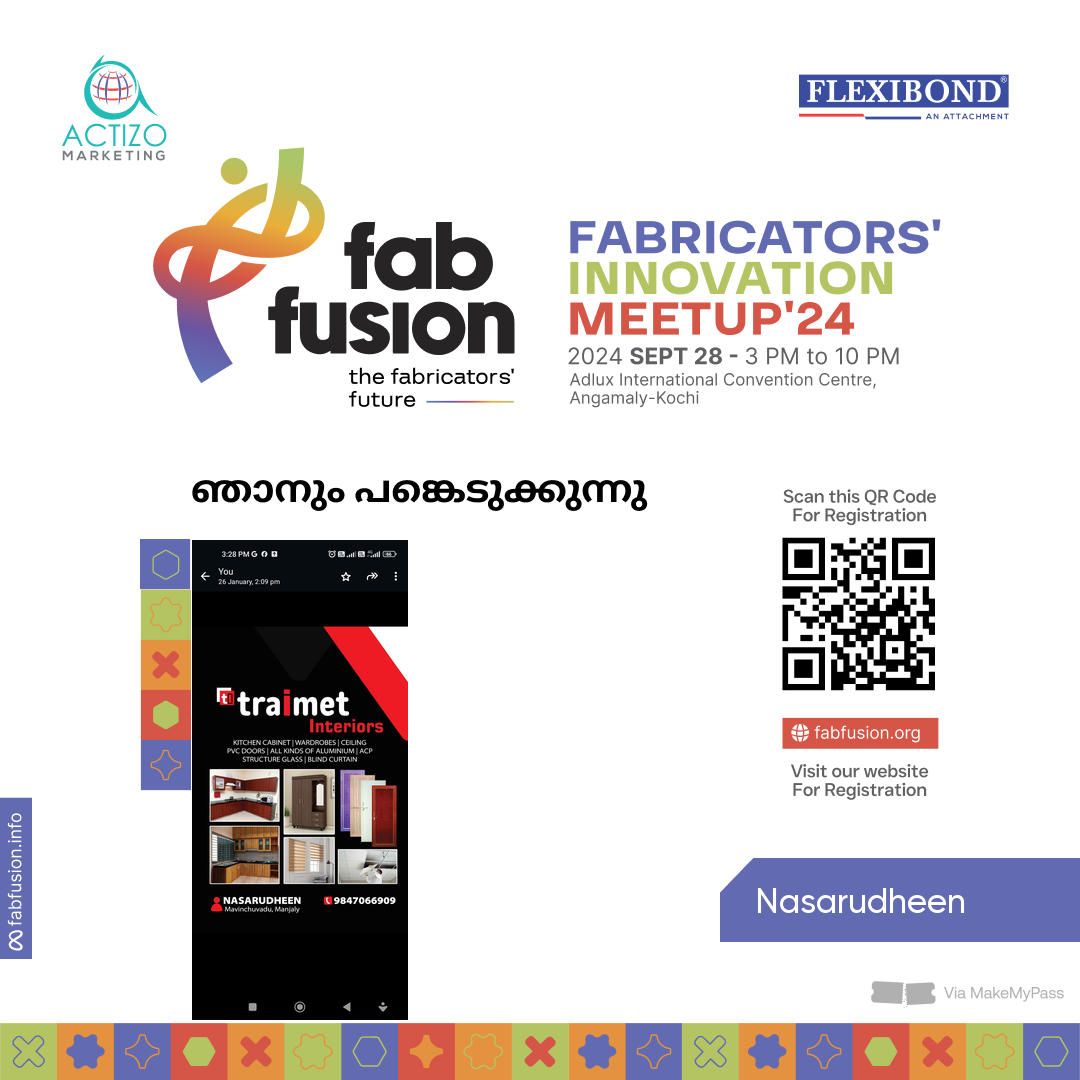 ACTIZO
MARKETING
FLEXIBOND®
AN ATTACHMENT
fab
fusion
the fabricators'
future
FABRICATORS'
INNOVATION
MEETUP'24
2024 SEPT 28 - 3 PM to 10 PM
Adlux International Convention Centre,
Angamaly-Kochi
ഞാനും പങ്കെടുക്കുന്നു
Scan this QR Code
For Registration
fabfusion.org
Visit our website
For Registration
3:28 PM
You
26 January, 2:09 pm
traimet
Interiors
KITCHEN CABINET | WARDROBES | CEILING
PVC DOORS | ALL KINDS OF ALUMINIUM | ACP
STRUCTURE GLASS | BLIND CURTAIN
NASARUDHEEN
Mavinchuvadu, Manjaly
9847066909
fabfusion.info
Nasarudheen
Via MakeMyPass